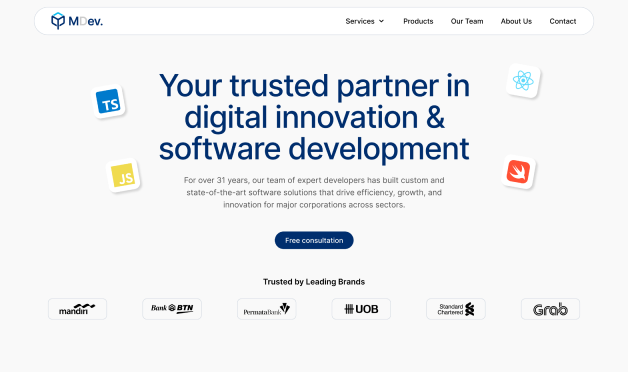 MDev.
Services Products Our Team About Us Contact
Your trusted partner in
digital innovation &
software development
TS
JS
For over 31 years, our team of expert developers has built custom and
state-of-the-art software solutions that drive efficiency, growth, and
innovation for major corporations across sectors.
Free consultation
Trusted by Leading Brands
mandiri
Bank BTN
PermataBank
UOB
Standard
Chartered
Grab